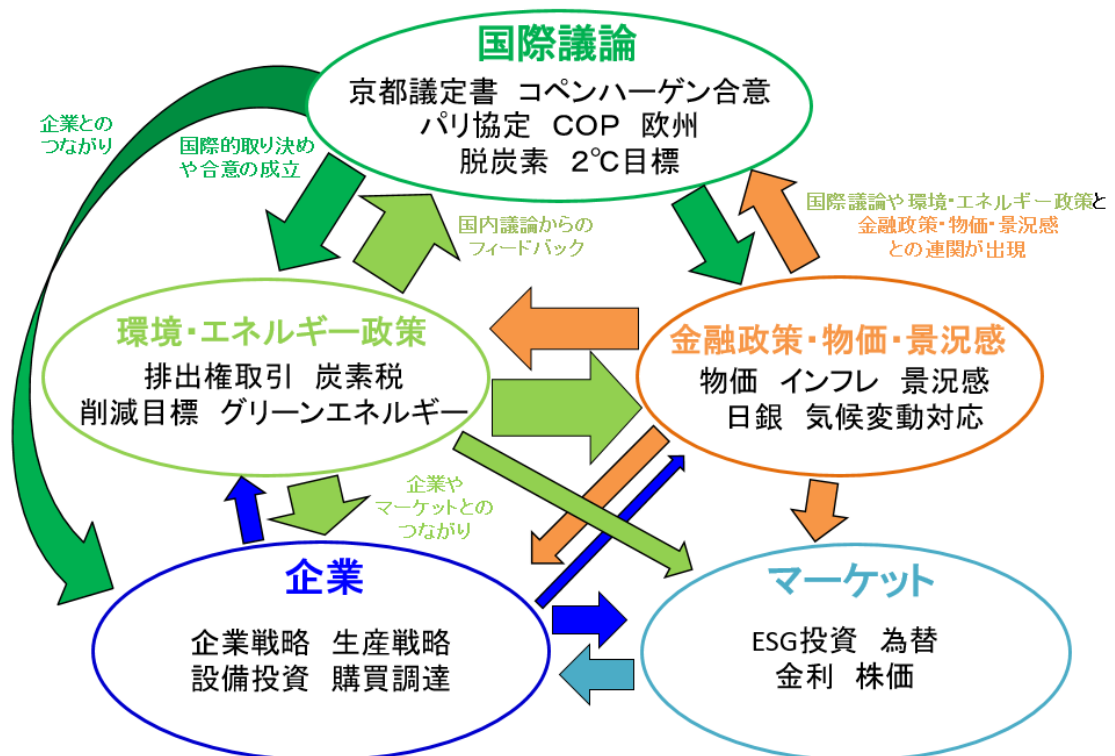 国際議論
京都議定書 コペンハーゲン合意
パリ協定 COP 欧州
脱炭素 2℃目標
企業との
つながり
国際的取り決め
や合意の成立
国内議論からの
フィードバック
国際議論や環境・エネルギー政策と
金融政策・物価・景況感
との連関が出現
環境・エネルギー政策
排出権取引 炭素税
削減目標 グリーンエネルギー
金融政策・物価・景況感
物価 インフレ 景況感
日銀 気候変動対応
企業や
マーケットとの
つながり
企業
企業戦略 生産戦略
設備投資 購買調達
マーケット
ESG投資 為替
金利 株価